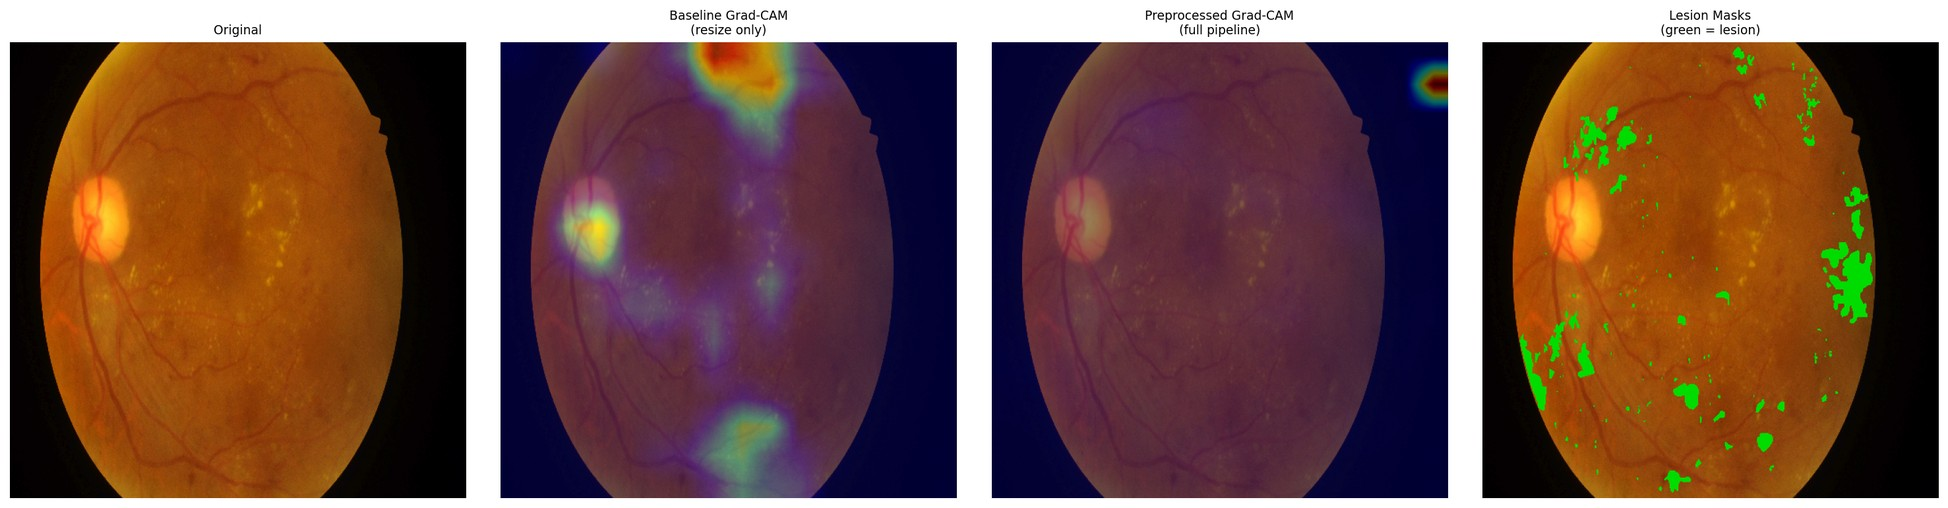 Original
Baseline Grad-CAM
(resize only)
Preprocessed Grad-CAM
(full pipeline)
Lesion Masks
(green = lesion)